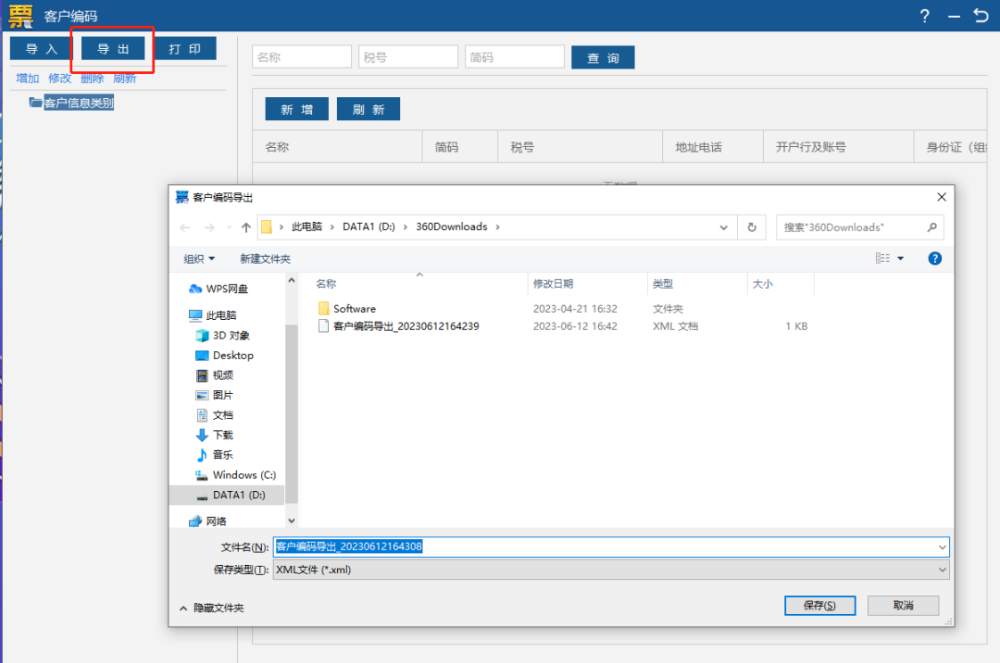 票 客户编码
导 入 导 出 打 印
增加 修改 删除 刷新
客户信息类别
名称 税号 简码 查 询
新 增 刷 新
名称 简码 税号 地址电话 开户行及账号 身份证（组
客户编码导出
此电脑 › DATA1 (D:) › 360Downloads ›
搜索"360Downloads"
组织 新建文件夹
名称 修改日期 类型 大小
WPS网盘
此电脑
3D 对象
Desktop
视频
图片
文档
下载
音乐
Windows (C:)
DATA1 (D:)
网络
Software 2023-04-21 16:32 文件夹
客户编码导出_20230612164239 2023-06-12 16:42 XML 文档 1 KB
文件名(N): 客户编码导出_20230612164308
保存类型(T): XML文件 (*.xml)
隐藏文件夹 保存(S) 取消